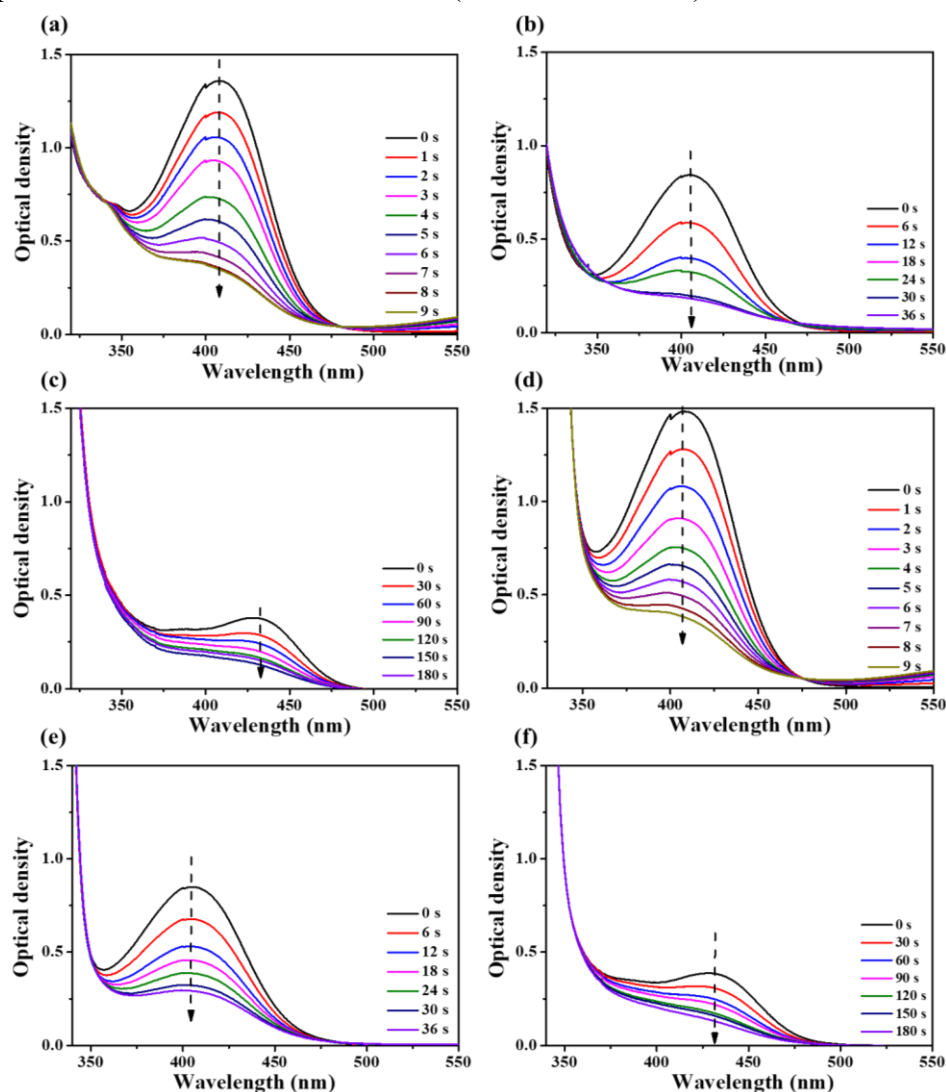 (a)
1.5
1.0
0.5
0.0
350
400
450
500
550
Optical density
Wavelength (nm)
0 s
1 s
2 s
3 s
4 s
5 s
6 s
7 s
8 s
9 s
(b)
1.5
1.0
0.5
0.0
350
400
450
500
550
Optical density
Wavelength (nm)
0 s
6 s
12 s
18 s
24 s
30 s
36 s
(c)
1.5
1.0
0.5
0.0
350
400
450
500
550
Optical density
Wavelength (nm)
0 s
30 s
60 s
90 s
120 s
150 s
180 s
(d)
1.5
1.0
0.5
0.0
350
400
450
500
550
Optical density
Wavelength (nm)
0 s
1 s
2 s
3 s
4 s
5 s
6 s
7 s
8 s
9 s
(e)
1.5
1.0
0.5
0.0
350
400
450
500
550
Optical density
Wavelength (nm)
0 s
6 s
12 s
18 s
24 s
30 s
36 s
(f)
1.5
1.0
0.5
0.0
350
400
450
500
550
Optical density
Wavelength (nm)
0 s
30 s
60 s
90 s
120 s
150 s
180 s